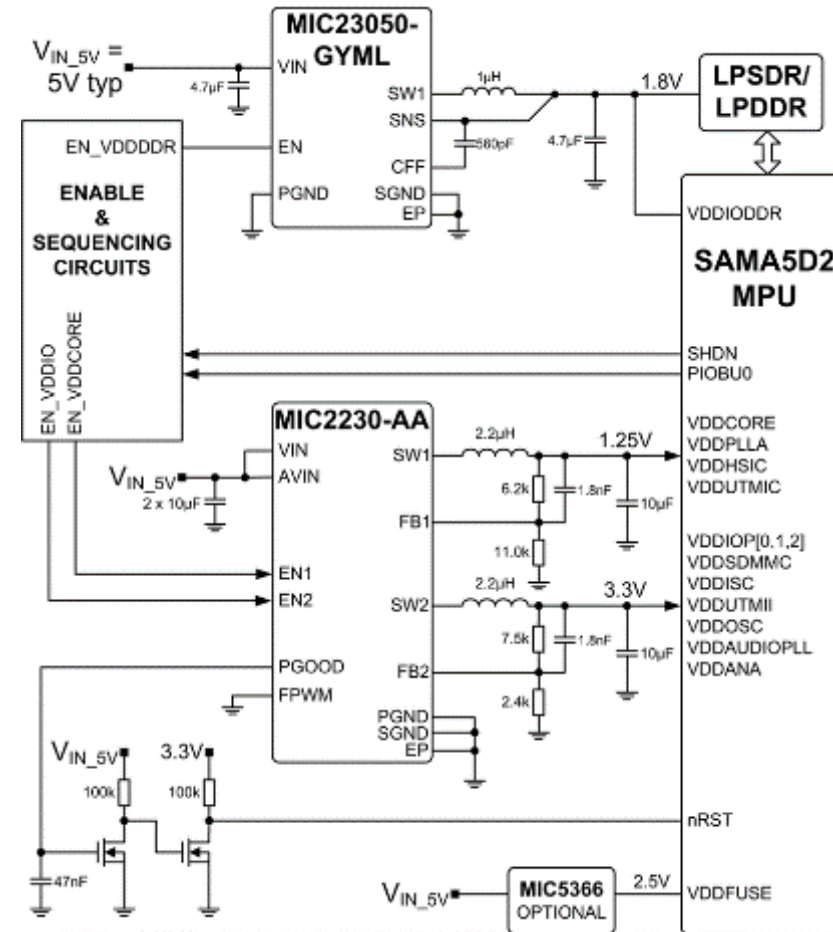 MIC23050-
GYML
VIN_5V =
5V typ
VIN
4.7µF
1µH
SW1
SNS
560pF
4.7µF
1.8V
LPSDR/
LPDDR
EN_VDDDDR
EN
CFF
PGND
SGND
EP
ENABLE
&
SEQUENCING
CIRCUITS
EN_VDDIO
EN_VDDCORE
VDDIODDR
SAMA5D2
MPU
SHDN
PIOBU0
MIC2230-AA
VIN
AVIN
VIN_5V
2 x 10µF
SW1
2.2µH
1.25V
6.2k
1.8nF
10µF
FB1
11.0k
VDDCORE
VDDPLLA
VDDHSIC
VDDUTMIC
EN1
EN2
SW2
2.2µH
3.3V
7.5k
1.8nF
10µF
FB2
2.4k
VDDIOP[0,1,2]
VDDSDMMC
VDDISC
VDDUTMII
VDDOSC
VDDAUDIOPLL
VDDANA
PGOOD
FPWM
PGND
SGND
EP
VIN_5V
3.3V
100k
100k
47nF
nRST
VIN_5V
MIC5366
OPTIONAL
2.5V
VDDFUSE